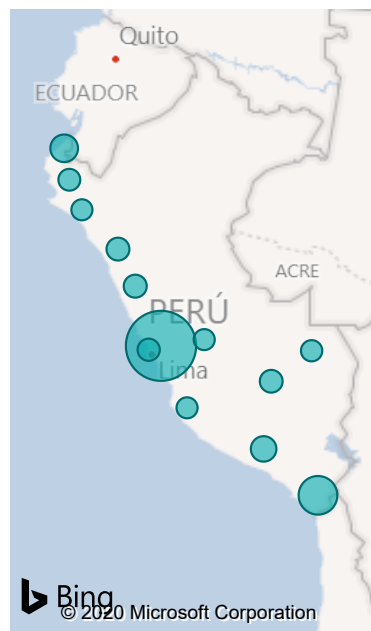 Quito
ECUADOR
ACRE
PERÚ
Lima
Bing
© 2020 Microsoft Corporation